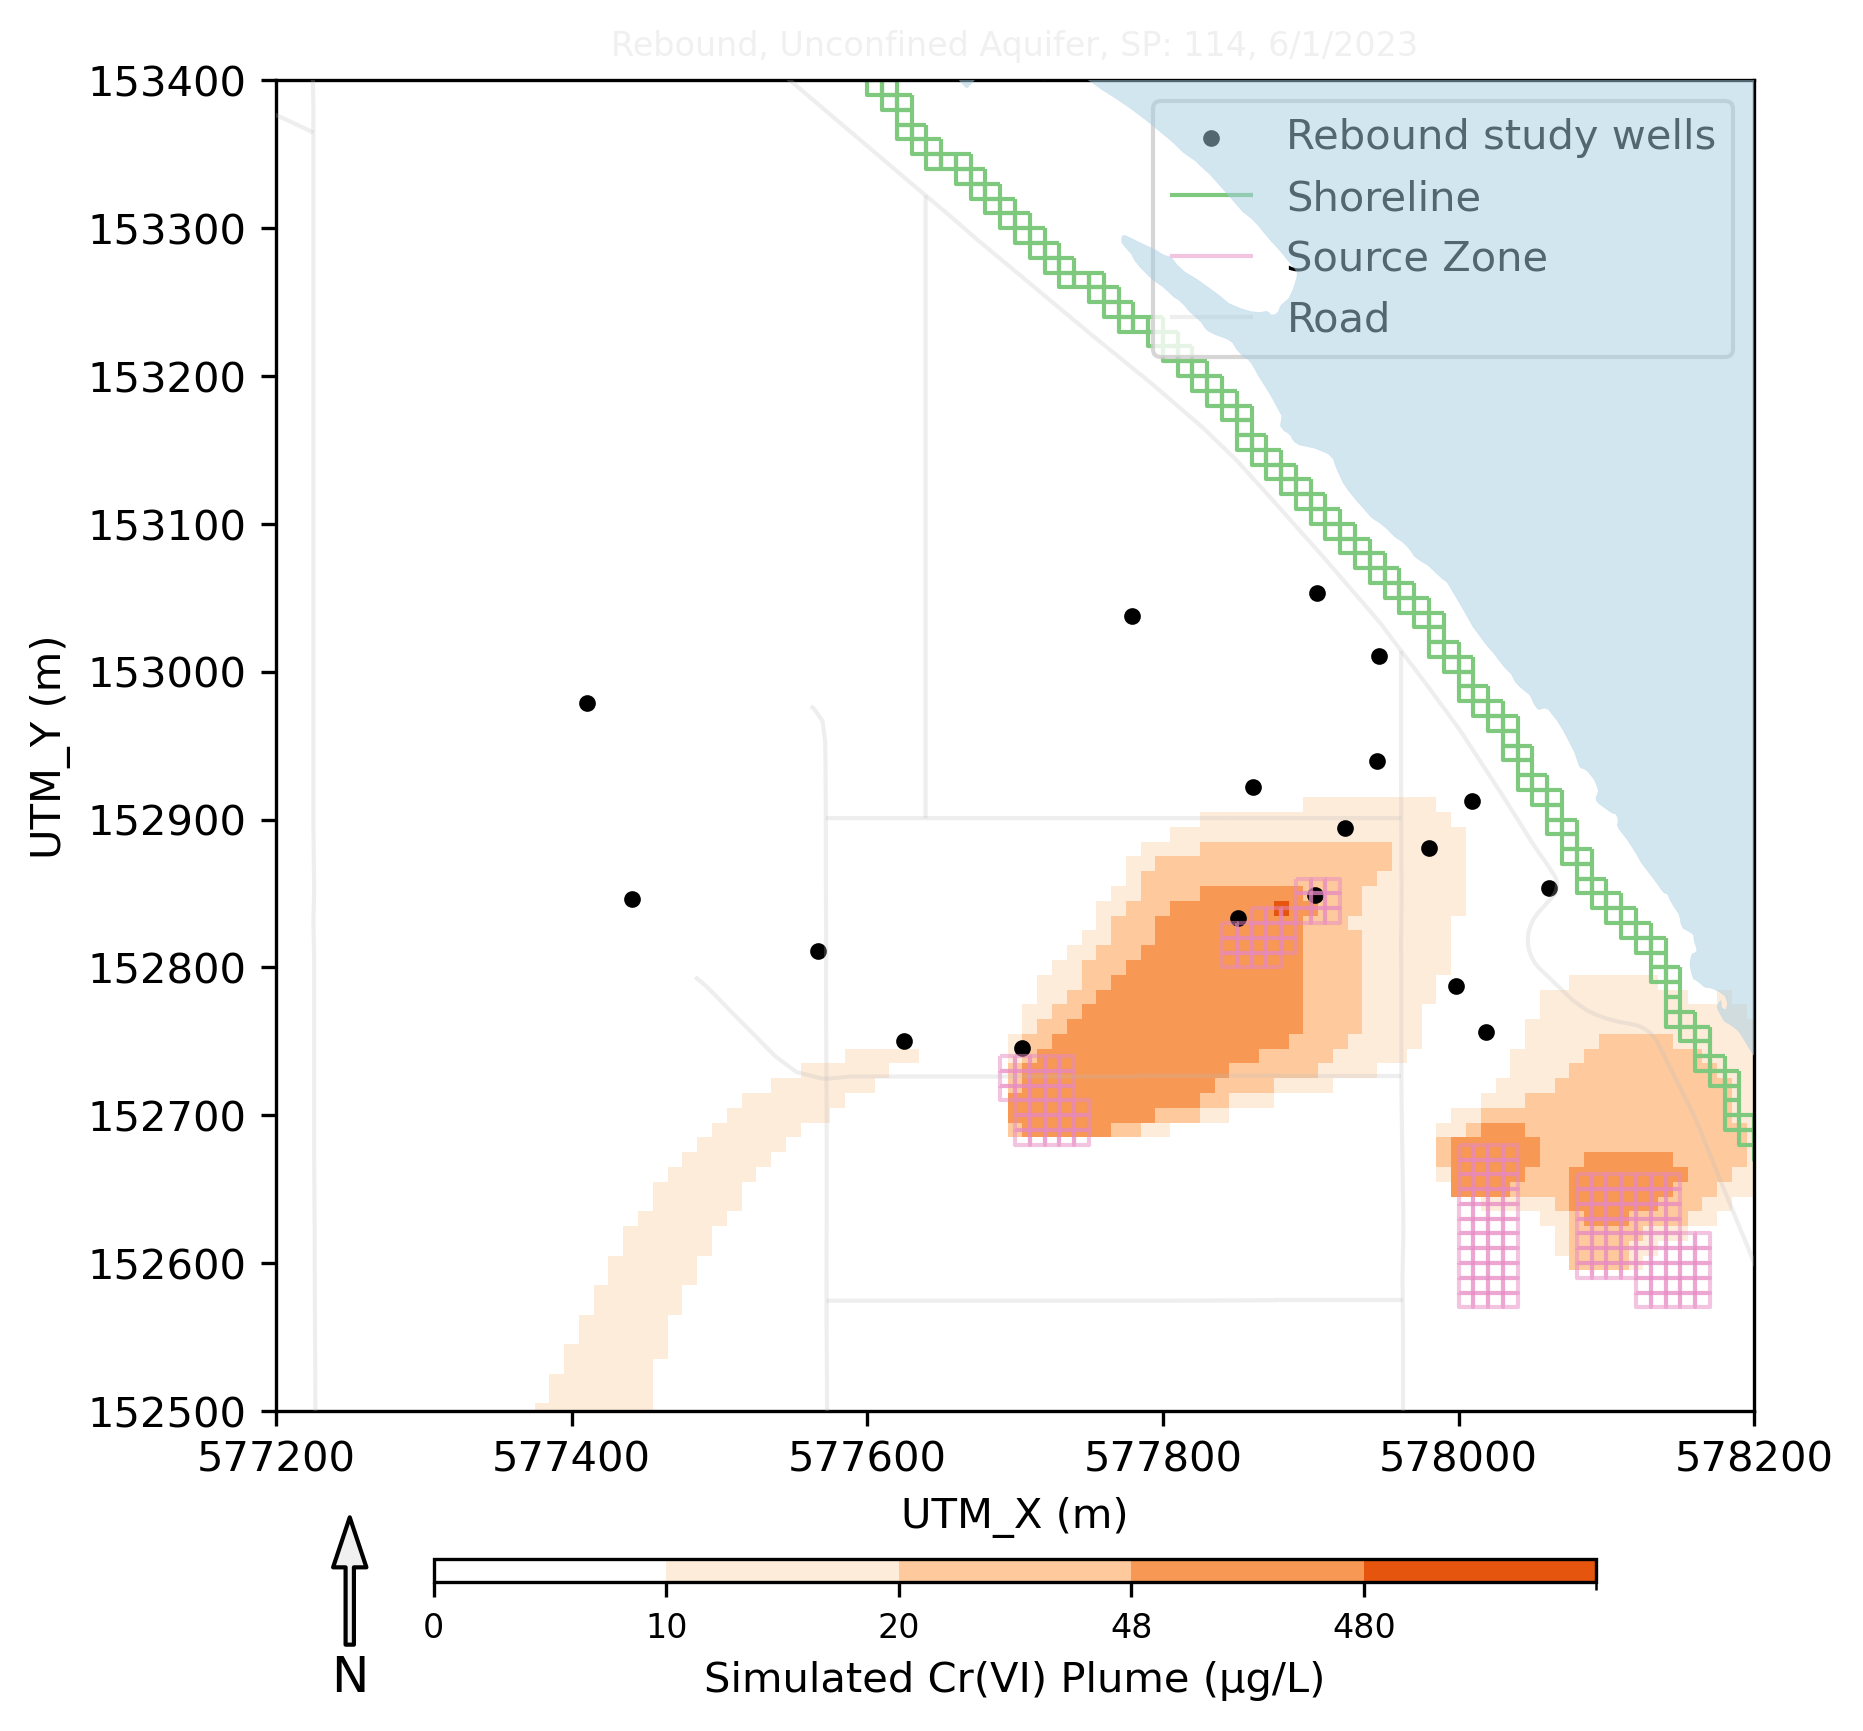 Rebound, Unconfined Aquifer, SP: 114, 6/1/2023
153400
153300
153200
153100
153000
152900
152800
152700
152600
152500
UTM_Y (m)
Rebound study wells
Shoreline
Source Zone
Road
577200 577400 577600 577800 578000 578200
UTM_X (m)
N
0 10 20 48 480
Simulated Cr(VI) Plume (μg/L)